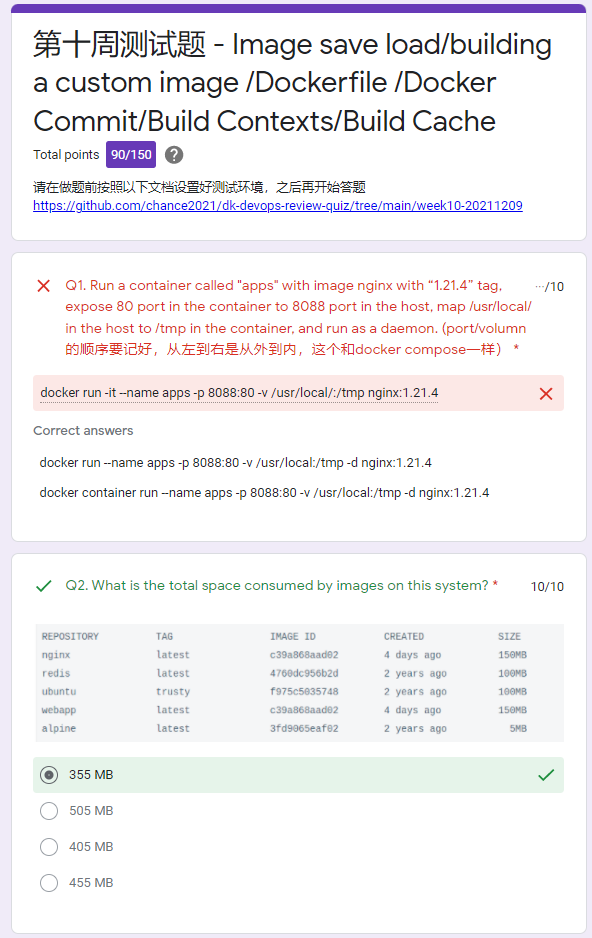 第十周测试题 - Image save load/building
a custom image /Dockerfile /Docker
Commit/Build Contexts/Build Cache
Total points 90/150 ?
请在做题前按照以下文档设置好测试环境，之后再开始答题
https://github.com/chance2021/dk-devops-review-quiz/tree/main/week10-20211209
Q1. Run a container called "apps" with image nginx with “1.21.4” tag, ···/10
expose 80 port in the container to 8088 port in the host, map /usr/local/
in the host to /tmp in the container, and run as a daemon. (port/volumn
的顺序要记好，从左到右是从外到内，这个和docker compose一样） *
docker run -it --name apps -p 8088:80 -v /usr/local/:/tmp nginx:1.21.4
Correct answers
docker run --name apps -p 8088:80 -v /usr/local:/tmp -d nginx:1.21.4
docker container run --name apps -p 8088:80 -v /usr/local:/tmp -d nginx:1.21.4
Q2. What is the total space consumed by images on this system? * 10/10
REPOSITORY TAG IMAGE ID CREATED SIZE
nginx latest c39a868aad02 4 days ago 150MB
redis latest 4760dc956b2d 2 years ago 100MB
ubuntu trusty f975c5035748 2 years ago 100MB
webapp latest c39a868aad02 4 days ago 150MB
alpine latest 3fd9065eaf02 2 years ago 5MB
355 MB
505 MB
405 MB
455 MB